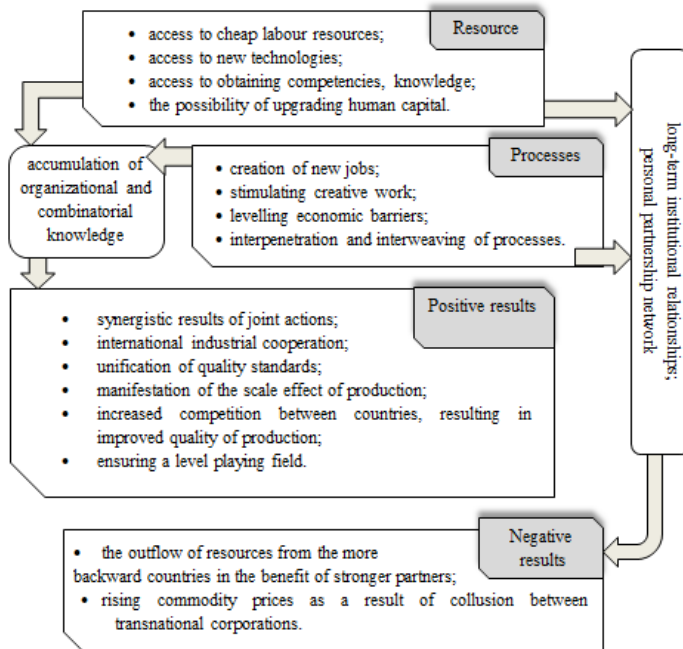 Resource
• access to cheap labour resources;
• access to new technologies;
• access to obtaining competencies, knowledge;
• the possibility of upgrading human capital.
accumulation of
organizational and
combinatorial
knowledge
Processes
• creation of new jobs;
• stimulating creative work;
• levelling economic barriers;
• interpenetration and interweaving of processes.
long-term institutional relationships;
personal partnership network
Positive results
• synergistic results of joint actions;
• international industrial cooperation;
• unification of quality standards;
• manifestation of the scale effect of production;
• increased competition between countries, resulting in
improved quality of production;
• ensuring a level playing field.
Negative
results
• the outflow of resources from the more
backward countries in the benefit of stronger partners;
• rising commodity prices as a result of collusion between
transnational corporations.